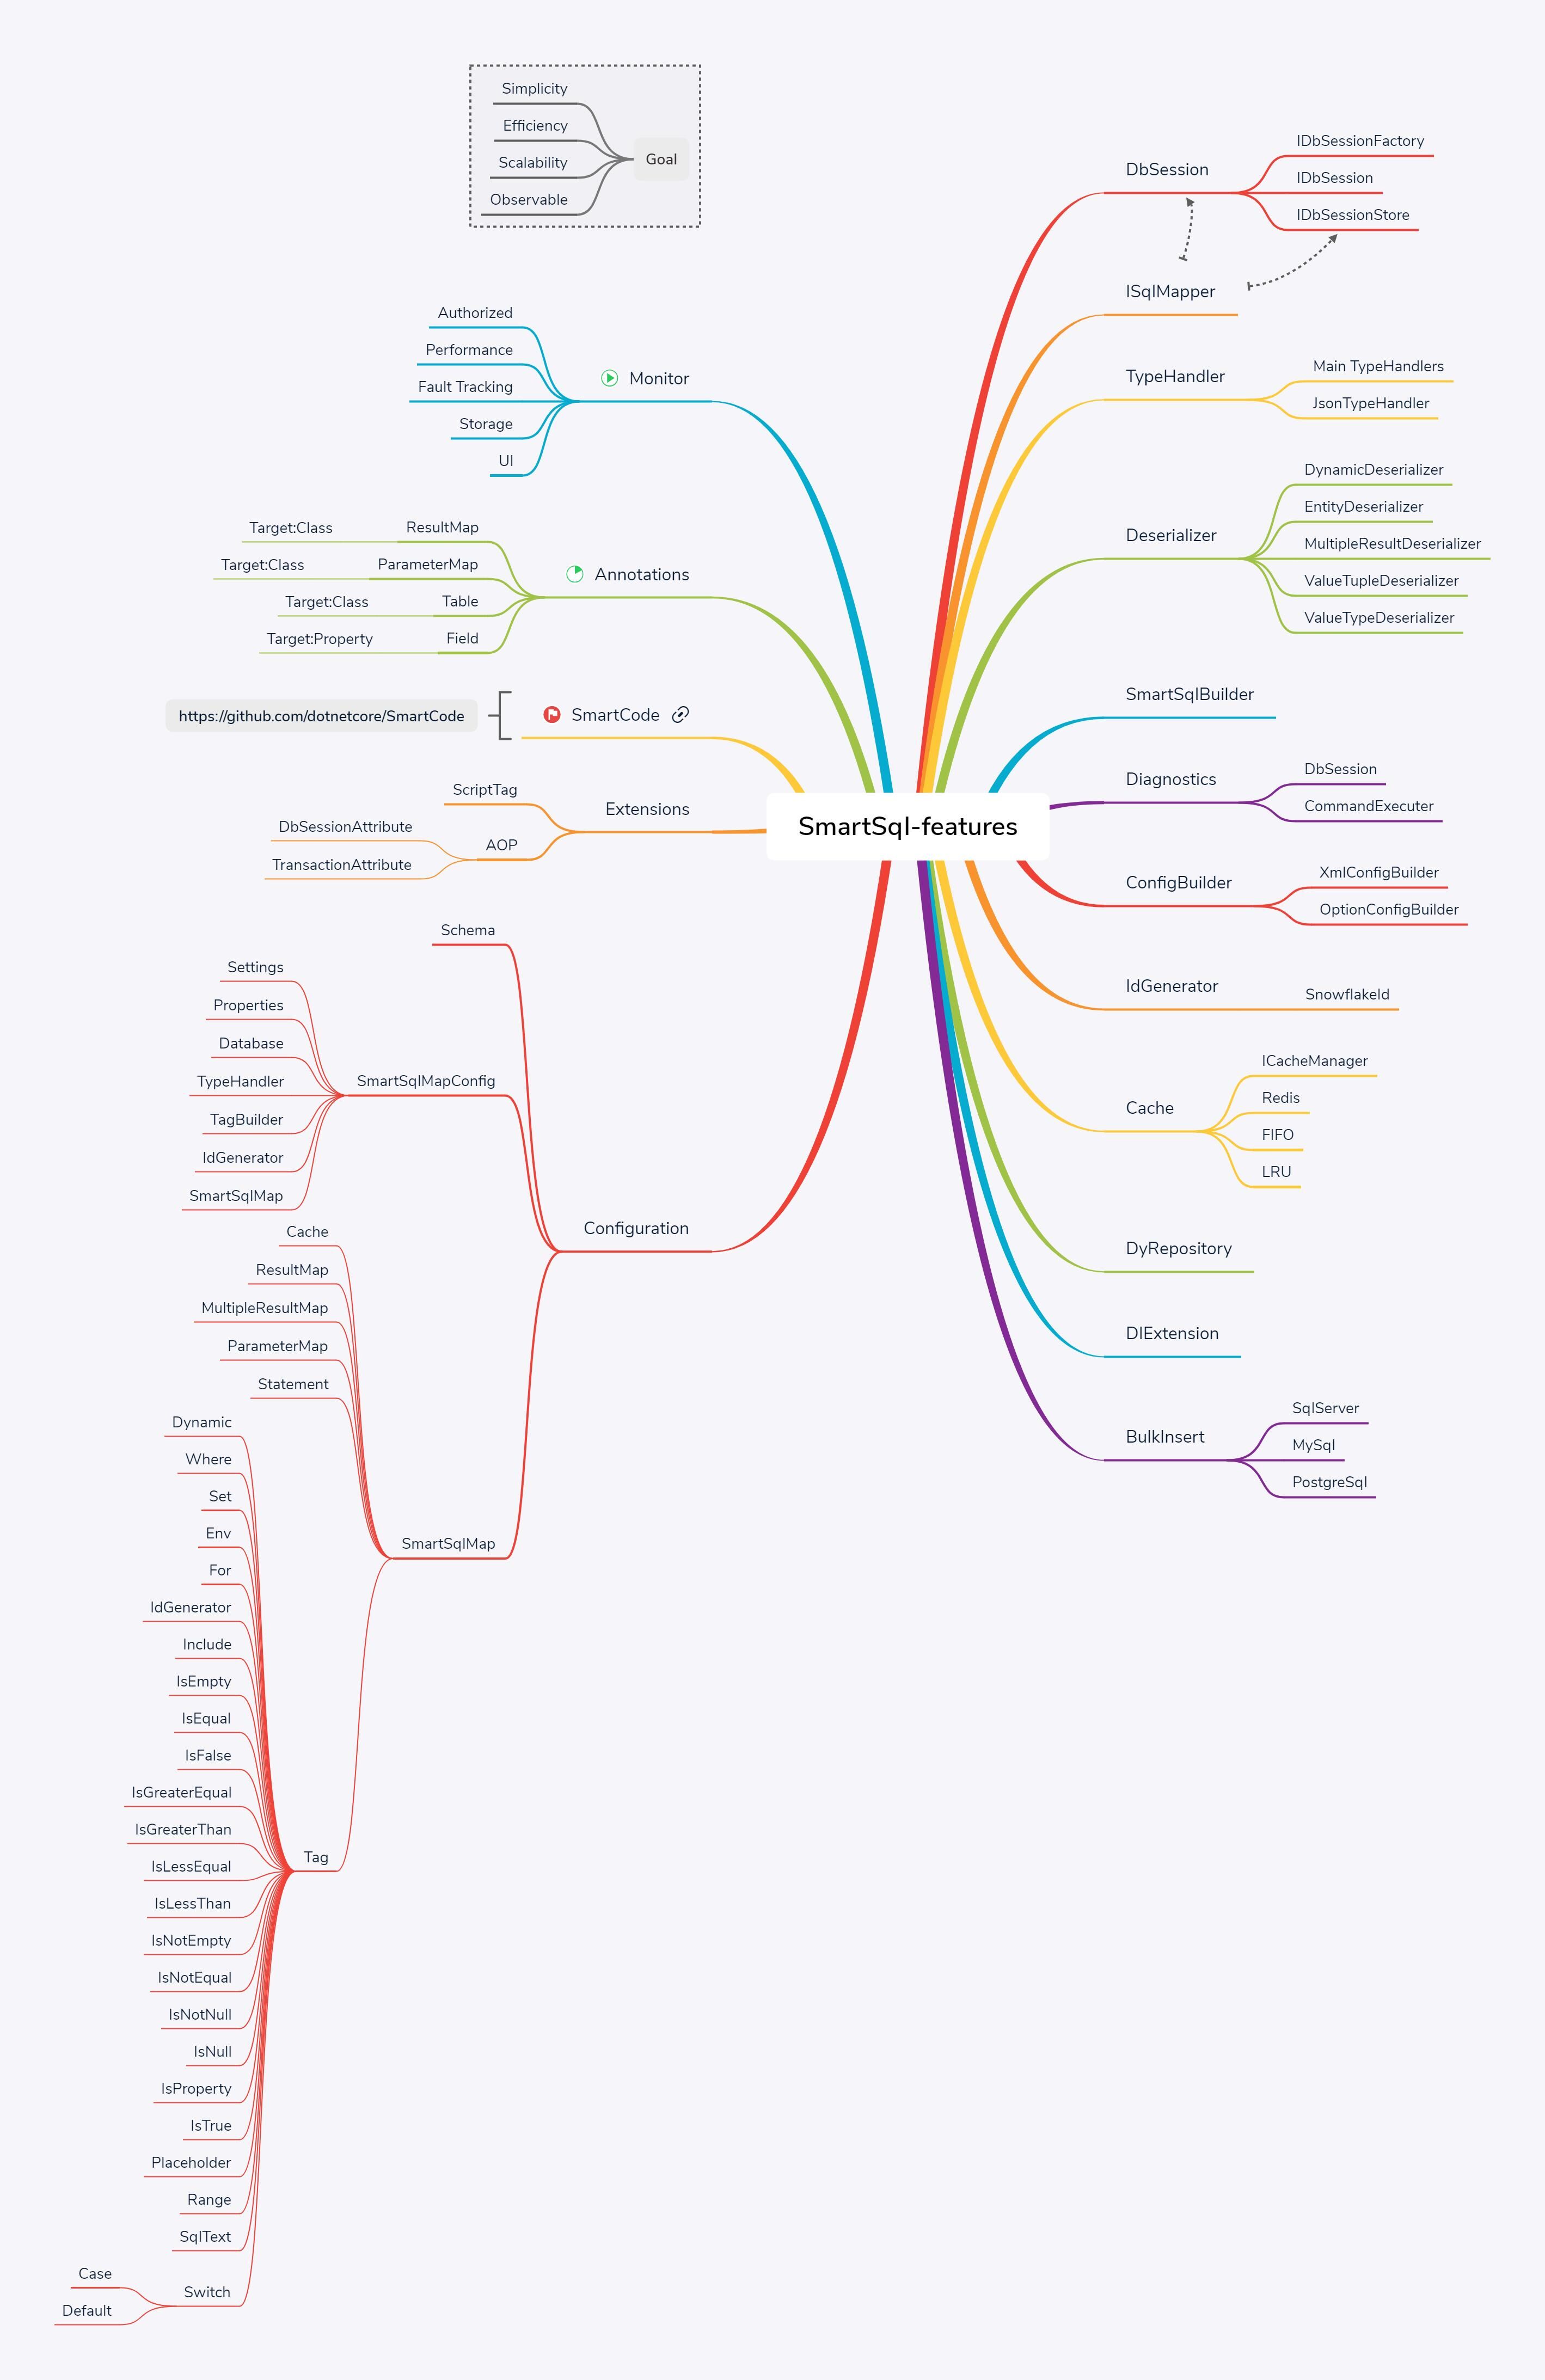 Simplicity
Efficiency
Scalability
Observable
Goal
Authorized
Performance
Fault Tracking
Storage
UI
Monitor
Target:Class
ResultMap
Target:Class
ParameterMap
Target:Class
Table
Target:Property
Field
Annotations
https://github.com/dotnetcore/SmartCode
SmartCode
ScriptTag
DbSessionAttribute
TransactionAttribute
AOP
Extensions
SmartSql-features
Schema
Settings
Properties
Database
TypeHandler
TagBuilder
IdGenerator
SmartSqlMap
SmartSqlMapConfig
Configuration
Cache
ResultMap
MultipleResultMap
ParameterMap
Statement
SmartSqlMap
Dynamic
Where
Set
Env
For
IdGenerator
Include
IsEmpty
IsEqual
IsFalse
IsGreaterEqual
IsGreaterThan
IsLessEqual
IsLessThan
IsNotEmpty
IsNotEqual
IsNotNull
IsNull
IsProperty
IsTrue
Placeholder
Range
SqlText
Switch
Case
Default
Tag
DbSession
IDbSessionFactory
IDbSession
IDbSessionStore
ISqlMapper
TypeHandler
Main TypeHandlers
JsonTypeHandler
Deserializer
DynamicDeserializer
EntityDeserializer
MultipleResultDeserializer
ValueTupleDeserializer
ValueTypeDeserializer
SmartSqlBuilder
Diagnostics
DbSession
CommandExecuter
ConfigBuilder
XmlConfigBuilder
OptionConfigBuilder
IdGenerator
SnowflakeId
Cache
ICacheManager
Redis
FIFO
LRU
DyRepository
DIExtension
BulkInsert
SqlServer
MySql
PostgreSql